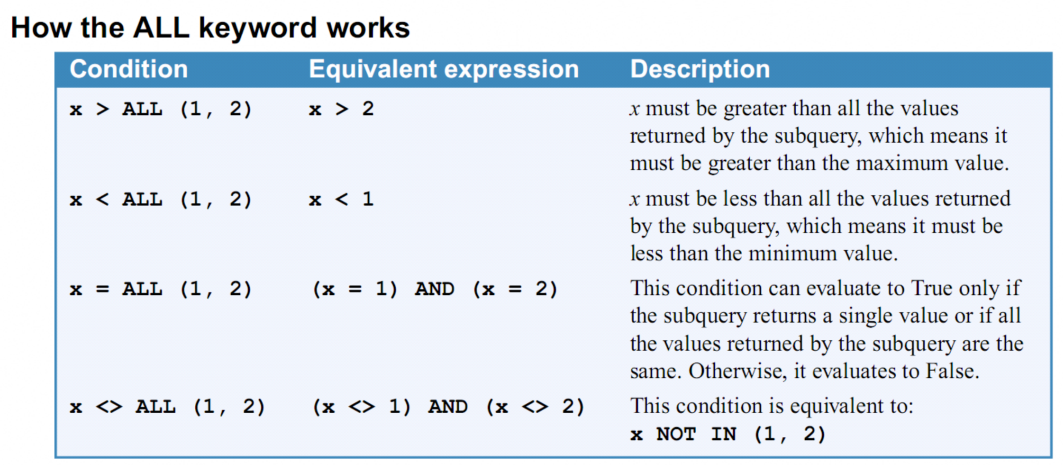 How the ALL keyword works
Condition Equivalent expression Description
x > ALL (1, 2) x > 2 x must be greater than all the values
returned by the subquery, which means it
must be greater than the maximum value.
x < ALL (1, 2) x < 1 x must be less than all the values returned
by the subquery, which means it must be
less than the minimum value.
x = ALL (1, 2) (x = 1) AND (x = 2) This condition can evaluate to True only if
the subquery returns a single value or if all
the values returned by the subquery are the
same. Otherwise, it evaluates to False.
x <> ALL (1, 2) (x <> 1) AND (x <> 2) This condition is equivalent to:
x NOT IN (1, 2)